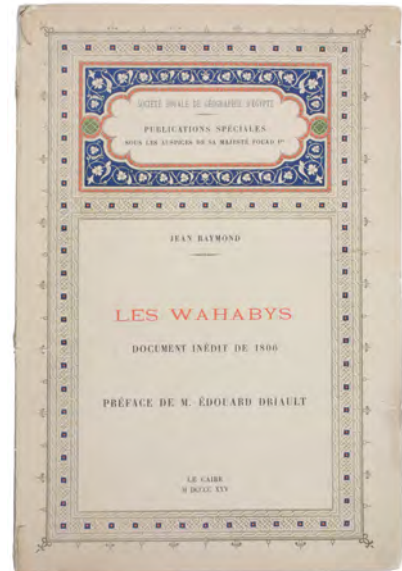 SOCIÉTÉ ROYALE DE GÉOGRAPHIE D'ÉGYPTE
PUBLICATIONS SPÉCIALES
SOUS LES AUSPICES DE SA MAJESTÉ FOUAD Iᵉʳ
JEAN RAYMOND
LES WAHABYS
DOCUMENT INÉDIT DE 1806
PRÉFACE DE M. ÉDOUARD DRIAULT
LE CAIRE
M DCCCC XXV